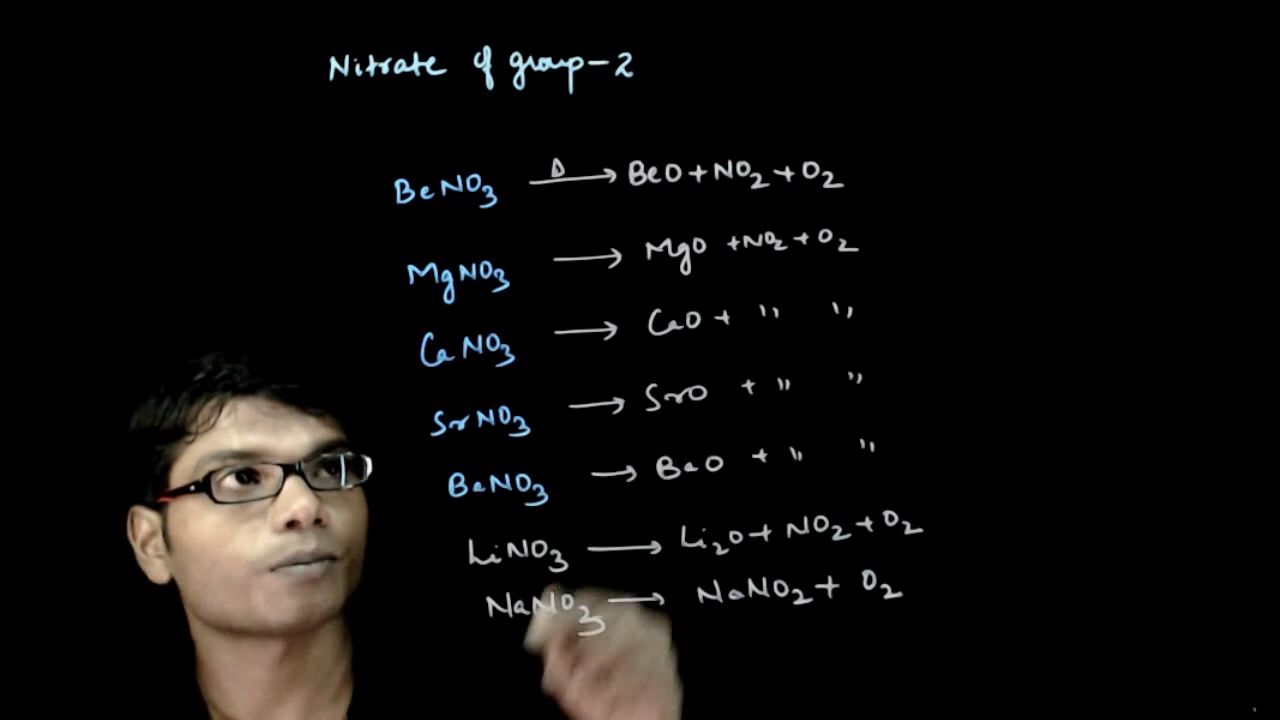 Nitrate of group-2
BeNO3 Δ→ BeO + NO2 + O2
MgNO3 → MgO + NO2 + O2
CaNO3 → CaO + " "
SrNO3 → SrO + " "
BaNO3 → BaO + " "
LiNO3 → Li2O + NO2 + O2
NaNO3 → NaNO2 + O2